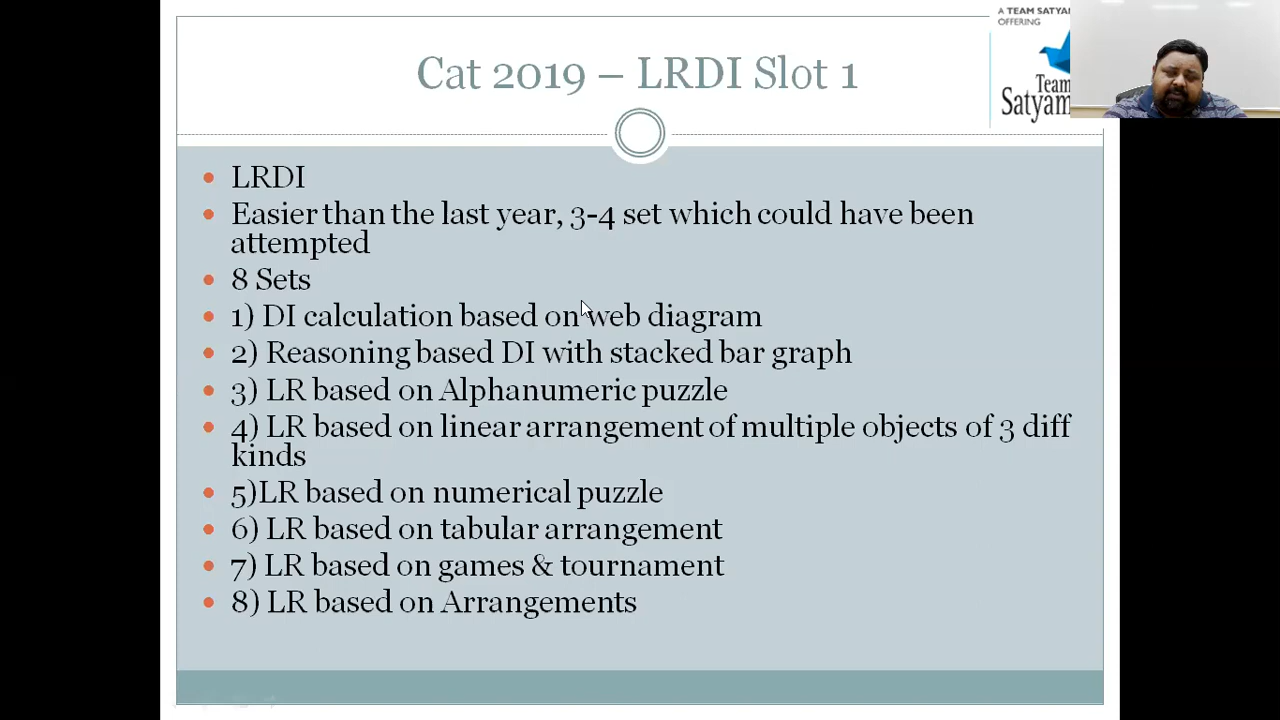 A TEAM SATYA
OFFERING
Cat 2019 – LRDI Slot 1
Team
Satyam
• LRDI
• Easier than the last year, 3-4 set which could have been
attempted
• 8 Sets
• 1) DI calculation based on web diagram
• 2) Reasoning based DI with stacked bar graph
• 3) LR based on Alphanumeric puzzle
• 4) LR based on linear arrangement of multiple objects of 3 diff
kinds
• 5)LR based on numerical puzzle
• 6) LR based on tabular arrangement
• 7) LR based on games & tournament
• 8) LR based on Arrangements